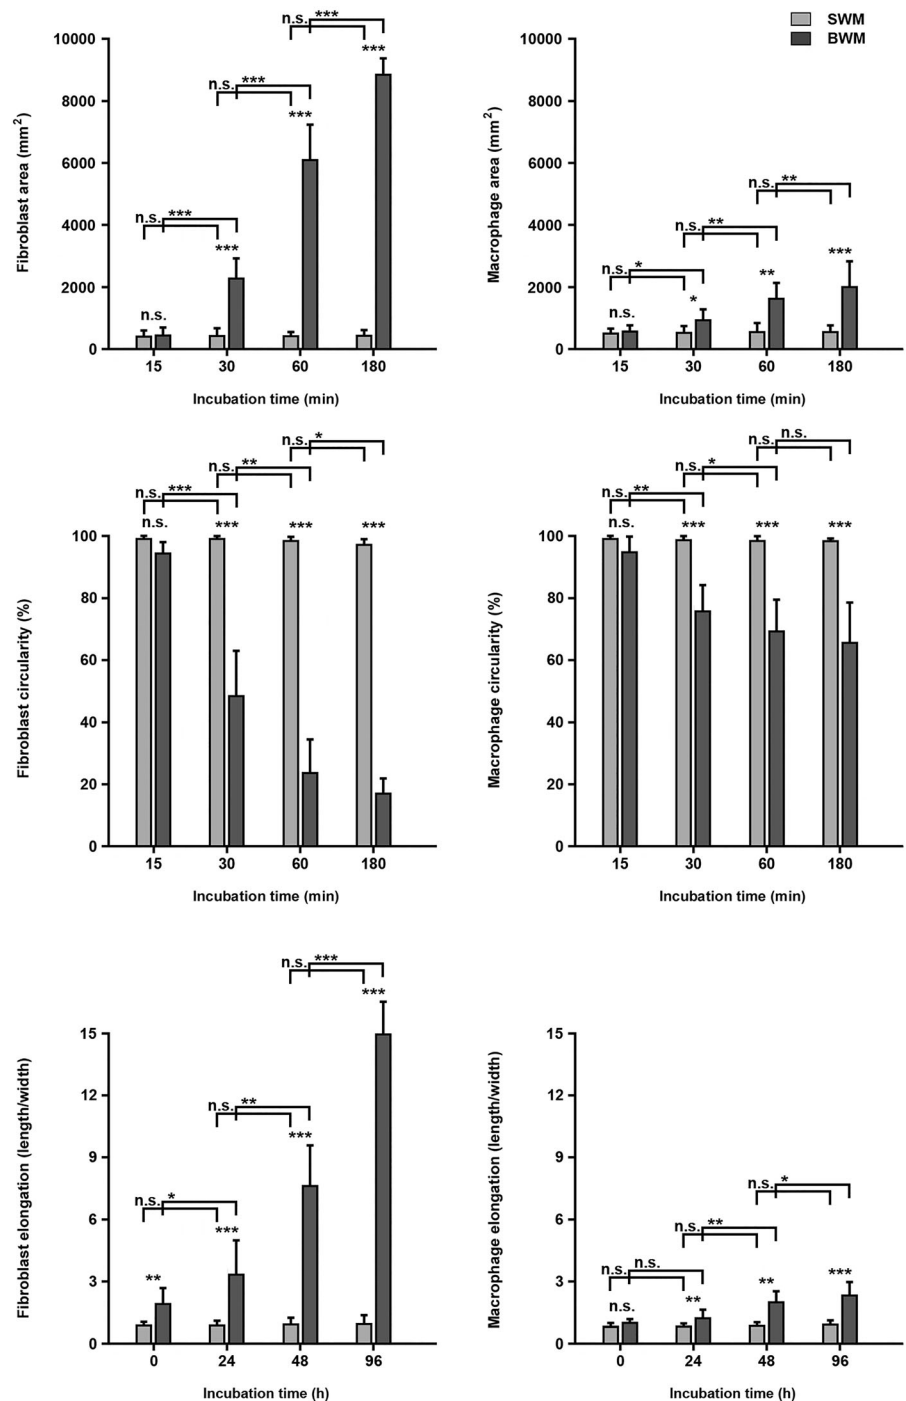 SWM
BWM
Fibroblast area (mm2)
10000
8000
6000
4000
2000
0
n.s.
n.s.
***
***
n.s.
***
***
n.s.
***
***
15
30
60
180
Incubation time (min)
Macrophage area (mm2)
10000
8000
6000
4000
2000
0
n.s.
n.s.
*
*
n.s.
**
**
n.s.
**
***
15
30
60
180
Incubation time (min)
Fibroblast circularity (%)
100
80
60
40
20
0
n.s.
n.s.
***
***
n.s.
**
***
n.s.
*
***
15
30
60
180
Incubation time (min)
Macrophage circularity (%)
100
80
60
40
20
0
n.s.
n.s.
**
***
n.s.
*
***
n.s.
n.s.
***
15
30
60
180
Incubation time (min)
Fibroblast elongation (length/width)
15
12
9
6
3
0
**
n.s.
*
***
n.s.
**
***
n.s.
***
***
0
24
48
96
Incubation time (h)
Macrophage elongation (length/width)
15
12
9
6
3
0
n.s.
n.s.
n.s.
**
n.s.
**
**
n.s.
*
***
0
24
48
96
Incubation time (h)